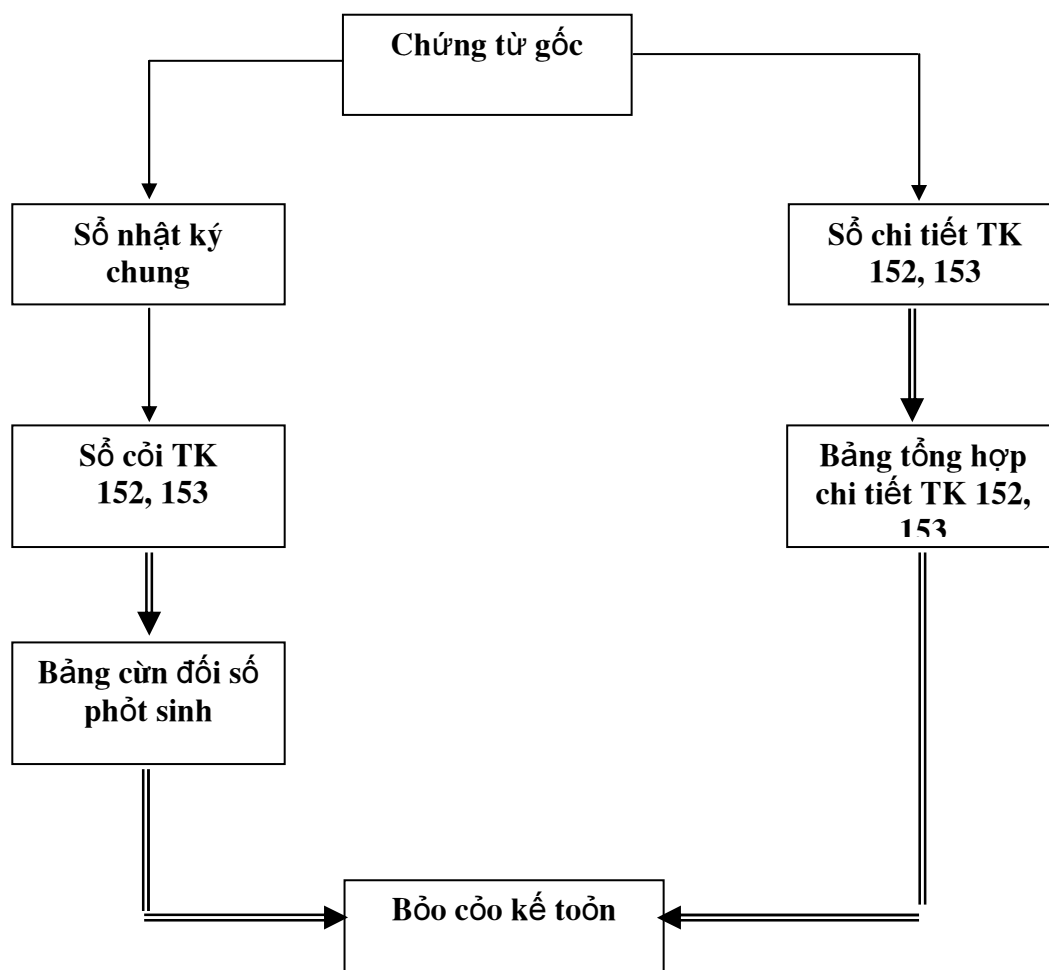 Chứng từ gốc
Sổ nhật ký
chung
Sổ chi tiết TK
152, 153
Sổ cỏi TK
152, 153
Bảng tổng hợp
chi tiết TK 152,
153
Bảng cừn đối số
phỏt sinh
Bỏo cỏo kế toỏn